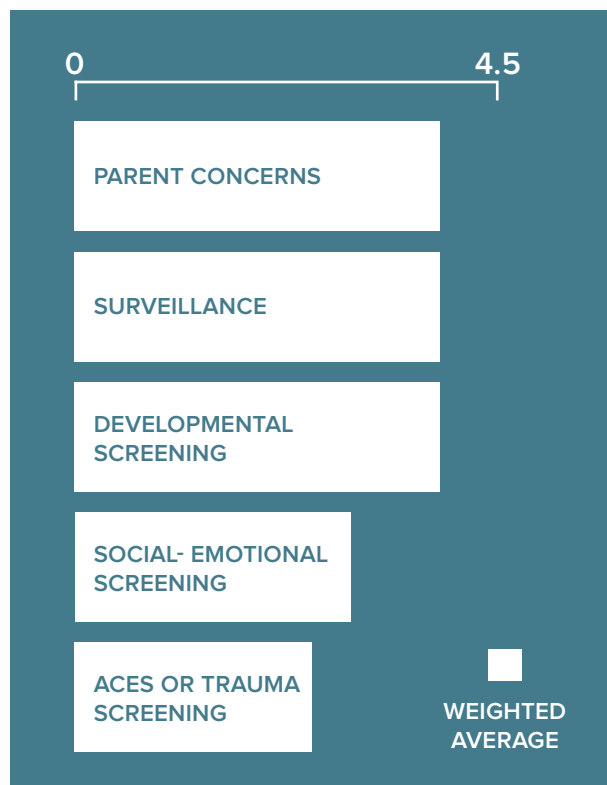 0 4.5
PARENT CONCERNS
SURVEILLANCE
DEVELOPMENTAL
SCREENING
SOCIAL- EMOTIONAL
SCREENING
ACES OR TRAUMA
SCREENING
WEIGHTED
AVERAGE